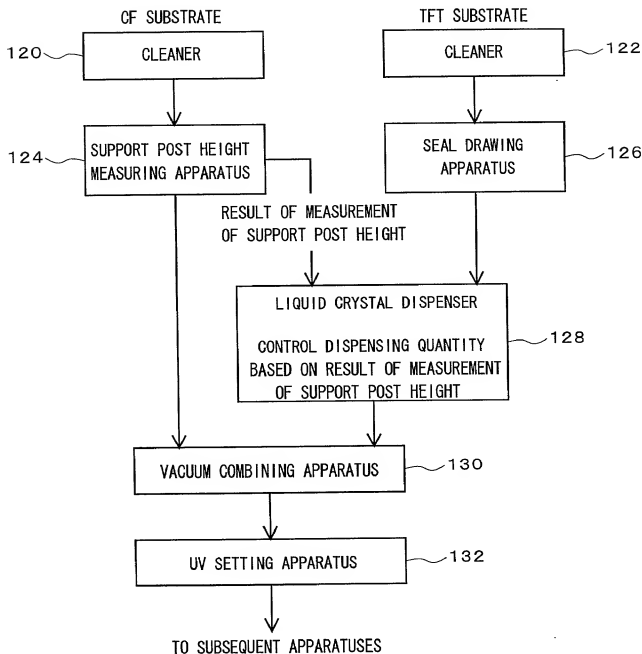 CF SUBSTRATE
TFT SUBSTRATE
120
CLEANER
CLEANER
122
124
SUPPORT POST HEIGHT
MEASURING APPARATUS
SEAL DRAWING
APPARATUS
126
RESULT OF MEASUREMENT
OF SUPPORT POST HEIGHT
LIQUID CRYSTAL DISPENSER
CONTROL DISPENSING QUANTITY
BASED ON RESULT OF MEASUREMENT
OF SUPPORT POST HEIGHT
128
VACUUM COMBINING APPARATUS
130
UV SETTING APPARATUS
132
TO SUBSEQUENT APPARATUSES